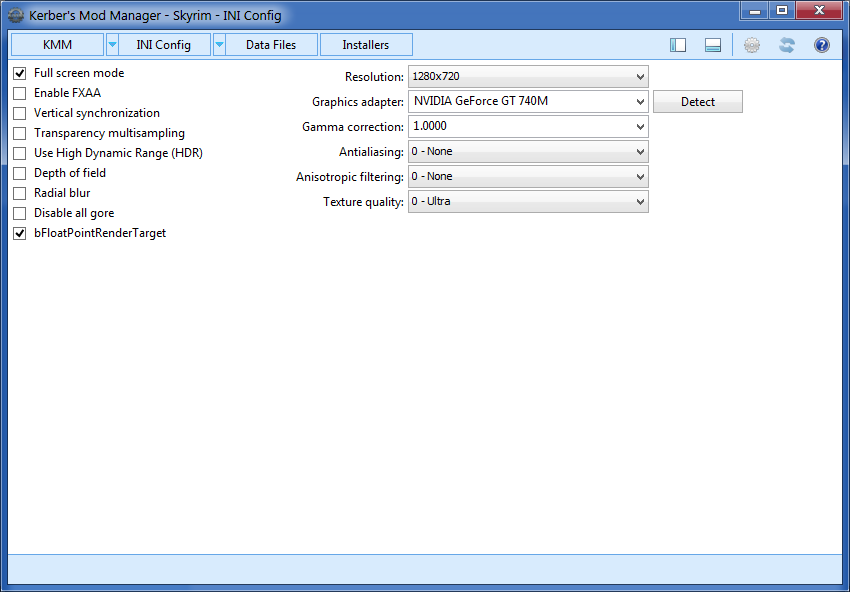 Kerber's Mod Manager - Skyrim - INI Config
KMM INI Config Data Files Installers
Full screen mode
Enable FXAA
Vertical synchronization
Transparency multisampling
Use High Dynamic Range (HDR)
Depth of field
Radial blur
Disable all gore
bFloatPointRenderTarget
Resolution: 1280x720
Graphics adapter: NVIDIA GeForce GT 740M Detect
Gamma correction: 1.0000
Antialiasing: 0 - None
Anisotropic filtering: 0 - None
Texture quality: 0 - Ultra